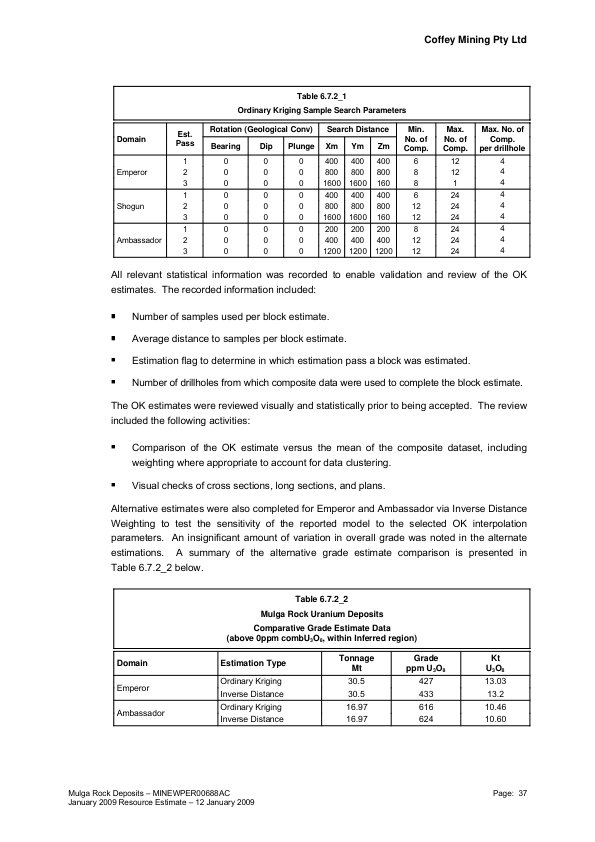 Coffey Mining Pty Ltd
Table 6.7.2_1
Ordinary Kriging Sample Search Parameters
Domain Est. Pass Rotation (Geological Conv) Search Distance Min. No. of Comp. Max. No. of Comp. Max. No. of Comp. per drillhole
Bearing Dip Plunge Xm Ym Zm
Emperor 1 0 0 0 400 400 400 6 12 4
2 0 0 0 800 800 800 8 12 4
3 0 0 0 1600 1600 160 8 1 4
Shogun 1 0 0 0 400 400 400 6 24 4
2 0 0 0 800 800 800 12 24 4
3 0 0 0 1600 1600 160 12 24 4
Ambassador 1 0 0 0 200 200 200 8 24 4
2 0 0 0 400 400 400 12 24 4
3 0 0 0 1200 1200 1200 12 24 4
All relevant statistical information was recorded to enable validation and review of the OK
estimates. The recorded information included:
▪ Number of samples used per block estimate.
▪ Average distance to samples per block estimate.
▪ Estimation flag to determine in which estimation pass a block was estimated.
▪ Number of drillholes from which composite data were used to complete the block estimate.
The OK estimates were reviewed visually and statistically prior to being accepted. The review
included the following activities:
▪ Comparison of the OK estimate versus the mean of the composite dataset, including
weighting where appropriate to account for data clustering.
▪ Visual checks of cross sections, long sections, and plans.
Alternative estimates were also completed for Emperor and Ambassador via Inverse Distance
Weighting to test the sensitivity of the reported model to the selected OK interpolation
parameters. An insignificant amount of variation in overall grade was noted in the alternate
estimations. A summary of the alternative grade estimate comparison is presented in
Table 6.7.2_2 below.
Table 6.7.2_2
Mulga Rock Uranium Deposits
Comparative Grade Estimate Data
(above 0ppm combU₃O₈, within Inferred region)
Domain Estimation Type Tonnage Mt Grade ppm U₃O₈ Kt U₃O₈
Emperor Ordinary Kriging 30.5 427 13.03
Inverse Distance 30.5 433 13.2
Ambassador Ordinary Kriging 16.97 616 10.46
Inverse Distance 16.97 624 10.60
Mulga Rock Deposits – MINEWPER00688AC Page: 37
January 2009 Resource Estimate – 12 January 2009